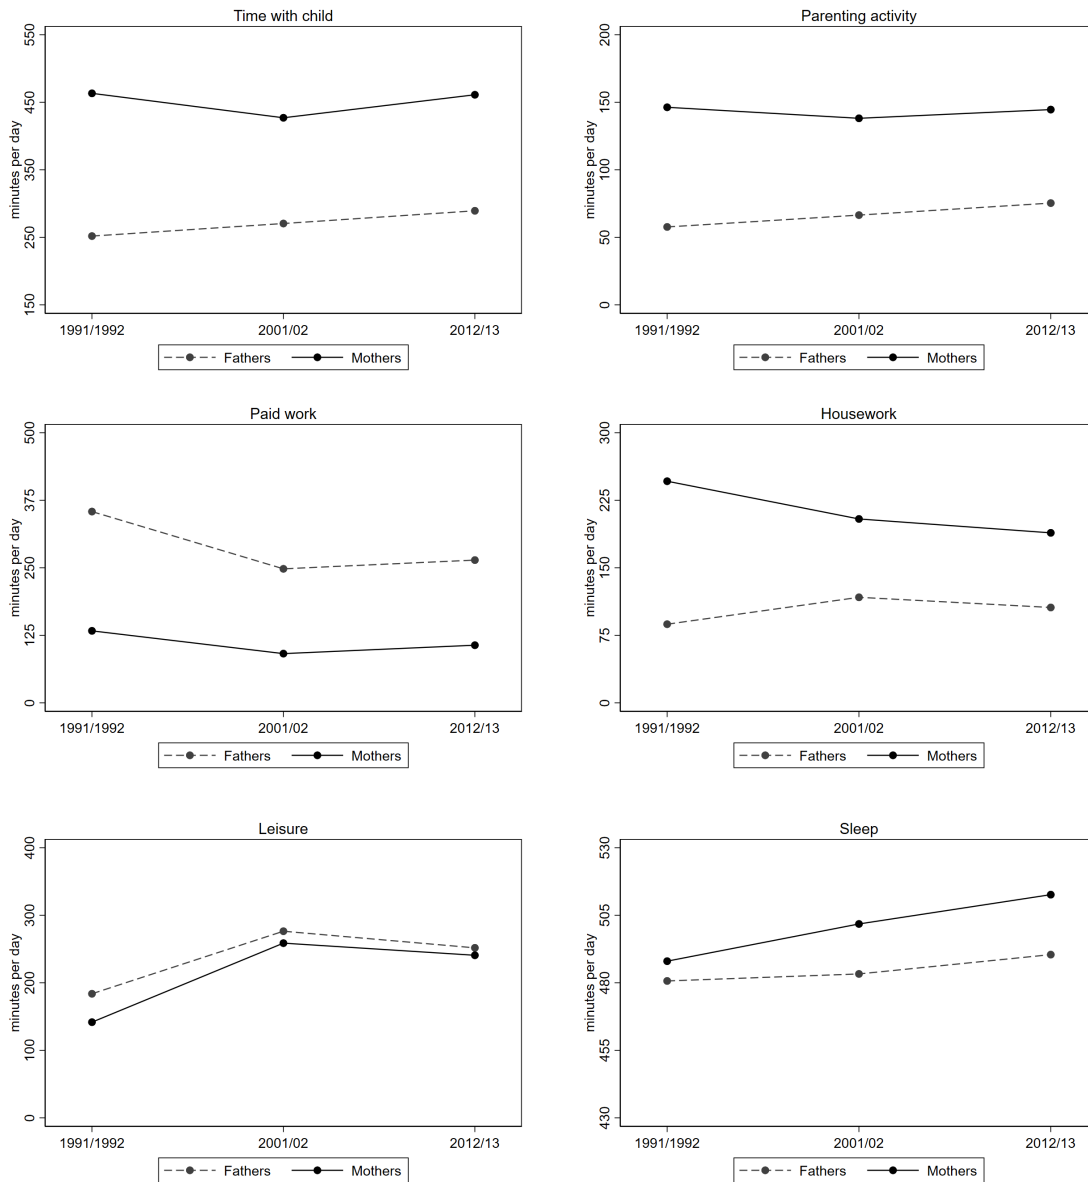 Time with child
minutes per day
550
450
350
250
150
1991/1992 2001/02 2012/13
Fathers Mothers
Parenting activity
minutes per day
200
150
100
50
0
1991/1992 2001/02 2012/13
Fathers Mothers
Paid work
minutes per day
500
375
250
125
0
1991/1992 2001/02 2012/13
Fathers Mothers
Housework
minutes per day
300
225
150
75
0
1991/1992 2001/02 2012/13
Fathers Mothers
Leisure
minutes per day
400
300
200
100
0
1991/1992 2001/02 2012/13
Fathers Mothers
Sleep
minutes per day
530
505
480
455
430
1991/1992 2001/02 2012/13
Fathers Mothers